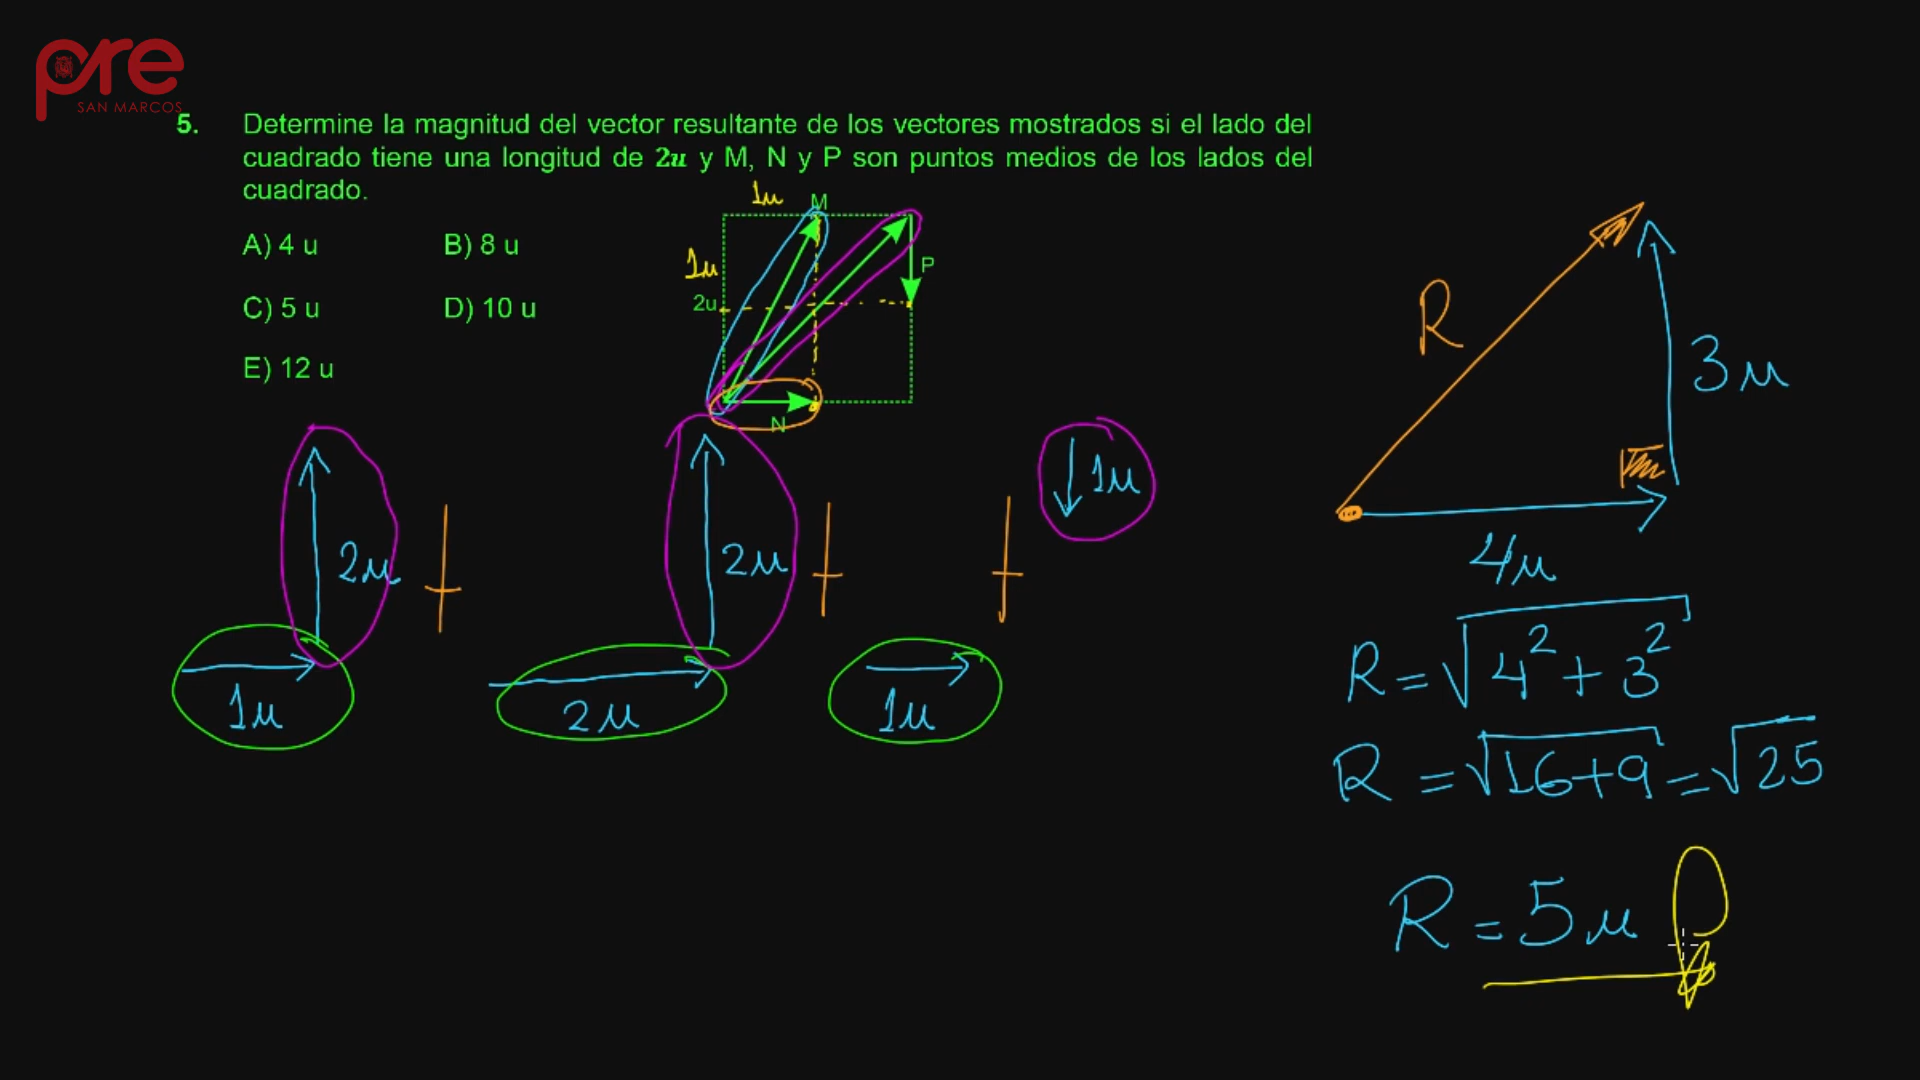 pre
SAN MARCOS
5. Determine la magnitud del vector resultante de los vectores mostrados si el lado del
cuadrado tiene una longitud de 2u y M, N y P son puntos medios de los lados del
cuadrado.
A) 4 u B) 8 u
C) 5 u D) 10 u
E) 12 u
1u M
1u P
2u
N
2u + 2u + + 1u
1u 2u 1u
R 3u
4u
R = √4² + 3²
R = √16+9 = √25
R = 5u